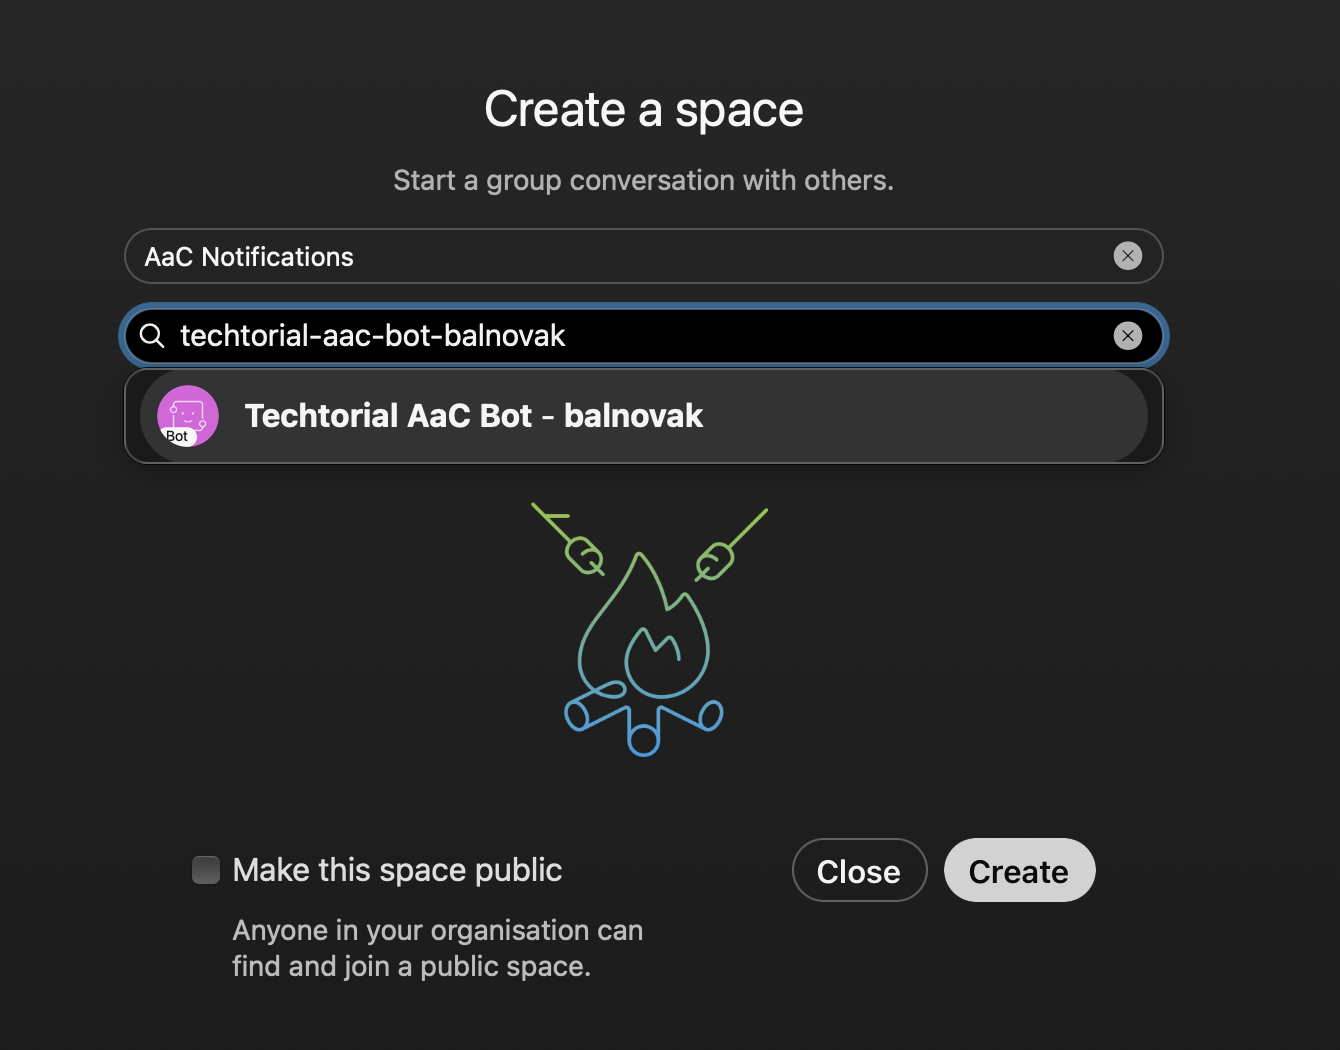 Create a space
Start a group conversation with others.
AaC Notifications
techtorial-aac-bot-balnovak
Bot
Techtorial AaC Bot - balnovak
Make this space public
Close
Create
Anyone in your organisation can
find and join a public space.